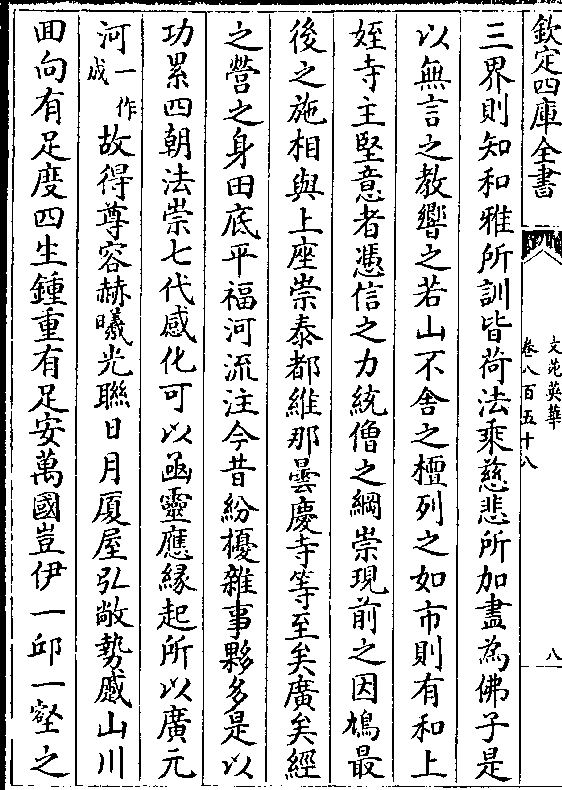 欽定四庫全書
文苑英華
卷八百五十八
八
三界則知和雅所訓皆荷法乘慈悲所加盡為佛子是
以無言之教響之若山不舍之檀列之如市則有和上
姪寺主堅意者憑信之力統僧之綱崇現前之因鳩最
後之施相與上座崇泰都維那曇慶寺等至矣廣矣經
之營之身田底平福河流注今昔紛擾雜事夥多是以
功累四朝法崇七代感化可以函靈應緣起所以廣元
河一作成故得尊容赫曦光聯日月厦屋弘敞勢蹙山川
回向有足度四生鍾重有足安萬國豈伊一邱一壑之